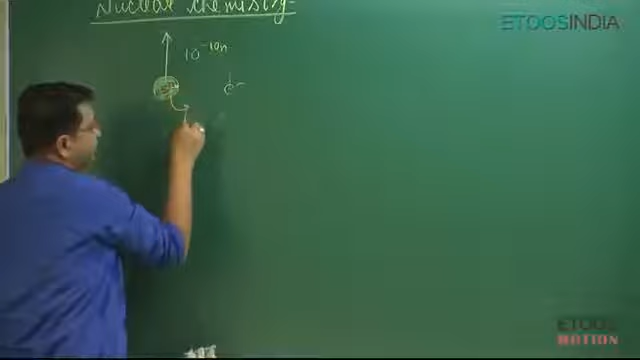 Nuclear chemistry
ETOOSINDIA
10⁻¹⁰m
e⁻
ETOOS
MOTION